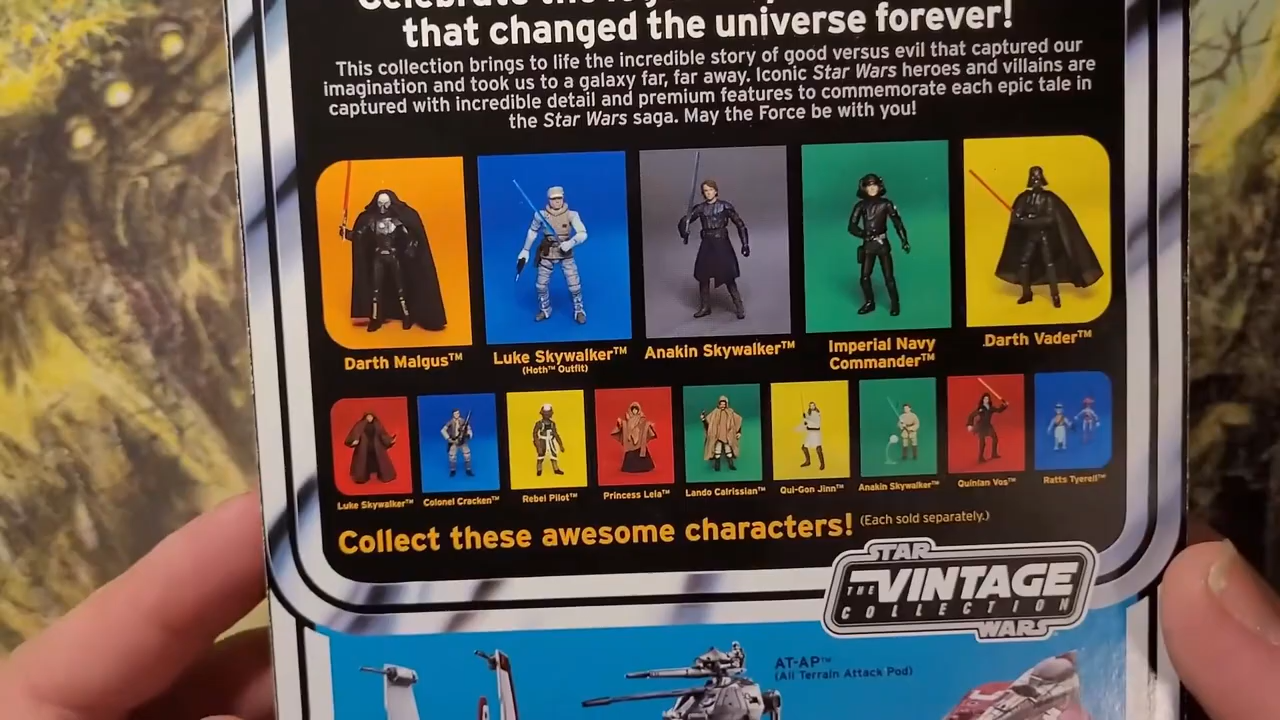 Celebrate the
that changed the universe forever!
This collection brings to life the incredible story of good versus evil that captured our
imagination and took us to a galaxy far, far away. Iconic Star Wars heroes and villains are
captured with incredible detail and premium features to commemorate each epic tale in
the Star Wars saga. May the Force be with you!
Darth Malgus™
Luke Skywalker™
(Hoth™ Outfit)
Anakin Skywalker™
Imperial Navy
Commander™
Darth Vader™
Luke Skywalker™
Colonel Cracken™
Rebel Pilot™
Princess Leia™
Lando Calrissian™
Qui-Gon Jinn™
Anakin Skywalker™
Quinlan Vos™
Ratts Tyerell™
Collect these awesome characters! (Each sold separately.)
STAR
THE VINTAGE
COLLECTION
WARS™
AT-AP™
(All Terrain Attack Pod)